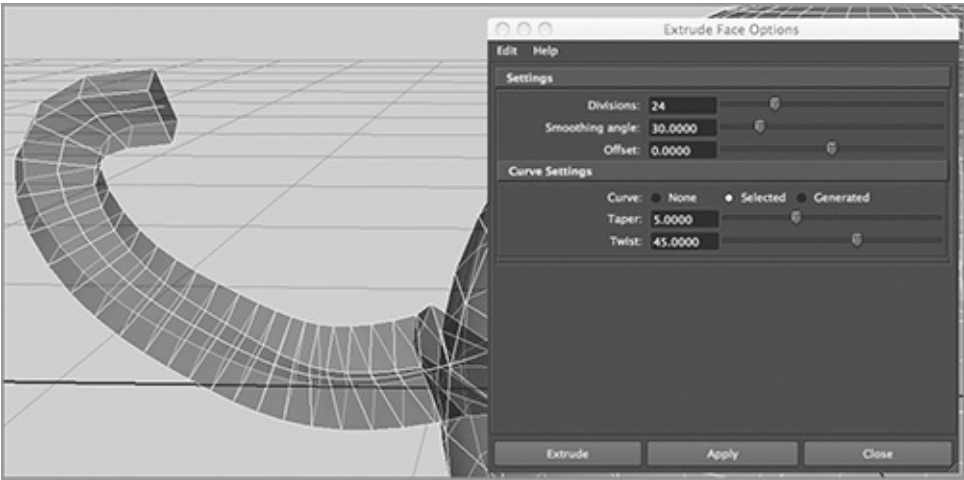 Extrude Face Options
Edit Help
Settings
Divisions: 24
Smoothing angle: 30.0000
Offset: 0.0000
Curve Settings
Curve: None Selected Generated
Taper: 5.0000
Twist: 45.0000
Extrude Apply Close